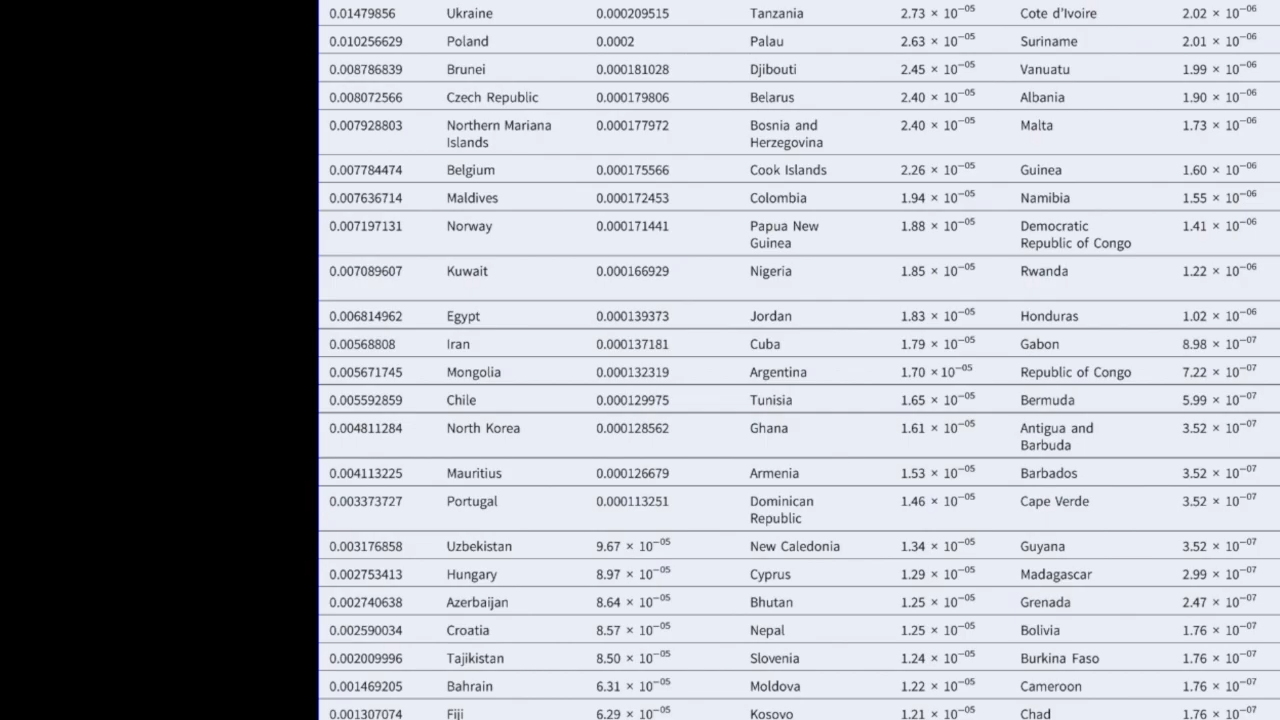 0.01479856 Ukraine 0.000209515 Tanzania 2.73 × 10⁻⁰⁵ Cote d'Ivoire 2.02 × 10⁻⁰⁶
0.010256629 Poland 0.0002 Palau 2.63 × 10⁻⁰⁵ Suriname 2.01 × 10⁻⁰⁶
0.008786839 Brunei 0.000181028 Djibouti 2.45 × 10⁻⁰⁵ Vanuatu 1.99 × 10⁻⁰⁶
0.008072566 Czech Republic 0.000179806 Belarus 2.40 × 10⁻⁰⁵ Albania 1.90 × 10⁻⁰⁶
0.007928803 Northern Mariana 0.000177972 Bosnia and 2.40 × 10⁻⁰⁵ Malta 1.73 × 10⁻⁰⁶
Islands Herzegovina
0.007784474 Belgium 0.000175566 Cook Islands 2.26 × 10⁻⁰⁵ Guinea 1.60 × 10⁻⁰⁶
0.007636714 Maldives 0.000172453 Colombia 1.94 × 10⁻⁰⁵ Namibia 1.55 × 10⁻⁰⁶
0.007197131 Norway 0.000171441 Papua New 1.88 × 10⁻⁰⁵ Democratic 1.41 × 10⁻⁰⁶
Guinea Republic of Congo
0.007089607 Kuwait 0.000166929 Nigeria 1.85 × 10⁻⁰⁵ Rwanda 1.22 × 10⁻⁰⁶
0.006814962 Egypt 0.000139373 Jordan 1.83 × 10⁻⁰⁵ Honduras 1.02 × 10⁻⁰⁶
0.00568808 Iran 0.000137181 Cuba 1.79 × 10⁻⁰⁵ Gabon 8.98 × 10⁻⁰⁷
0.005671745 Mongolia 0.000132319 Argentina 1.70 ×10⁻⁰⁵ Republic of Congo 7.22 × 10⁻⁰⁷
0.005592859 Chile 0.000129975 Tunisia 1.65 × 10⁻⁰⁵ Bermuda 5.99 × 10⁻⁰⁷
0.004811284 North Korea 0.000128562 Ghana 1.61 × 10⁻⁰⁵ Antigua and 3.52 × 10⁻⁰⁷
Barbuda
0.004113225 Mauritius 0.000126679 Armenia 1.53 × 10⁻⁰⁵ Barbados 3.52 × 10⁻⁰⁷
0.003373727 Portugal 0.000113251 Dominican 1.46 × 10⁻⁰⁵ Cape Verde 3.52 × 10⁻⁰⁷
Republic
0.003176858 Uzbekistan 9.67 × 10⁻⁰⁵ New Caledonia 1.34 × 10⁻⁰⁵ Guyana 3.52 × 10⁻⁰⁷
0.002753413 Hungary 8.97 × 10⁻⁰⁵ Cyprus 1.29 × 10⁻⁰⁵ Madagascar 2.99 × 10⁻⁰⁷
0.002740638 Azerbaijan 8.64 × 10⁻⁰⁵ Bhutan 1.25 × 10⁻⁰⁵ Grenada 2.47 × 10⁻⁰⁷
0.002590034 Croatia 8.57 × 10⁻⁰⁵ Nepal 1.25 × 10⁻⁰⁵ Bolivia 1.76 × 10⁻⁰⁷
0.002009996 Tajikistan 8.50 × 10⁻⁰⁵ Slovenia 1.24 × 10⁻⁰⁵ Burkina Faso 1.76 × 10⁻⁰⁷
0.001469205 Bahrain 6.31 × 10⁻⁰⁵ Moldova 1.22 × 10⁻⁰⁵ Cameroon 1.76 × 10⁻⁰⁷
0.001307074 Fiji 6.29 × 10⁻⁰⁵ Kosovo 1.21 × 10⁻⁰⁵ Chad 1.76 × 10⁻⁰⁷